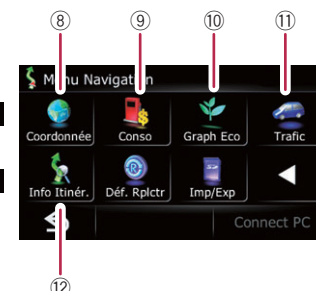 ⑧ ⑨ ⑩ ⑪
Menu Navigation
Coordonnée Conso Graph Eco Trafic
Info Itinér. Déf. Rplctr Imp/Exp
Connect PC
⑫